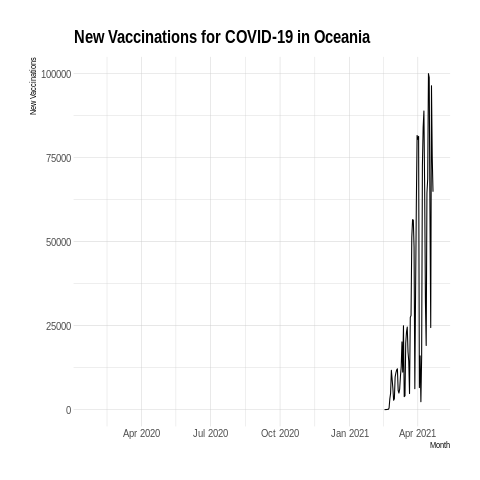 New Vaccinations for COVID-19 in Oceania
New Vaccinations
100000
75000
50000
25000
0
Apr 2020 Jul 2020 Oct 2020 Jan 2021 Apr 2021
Month